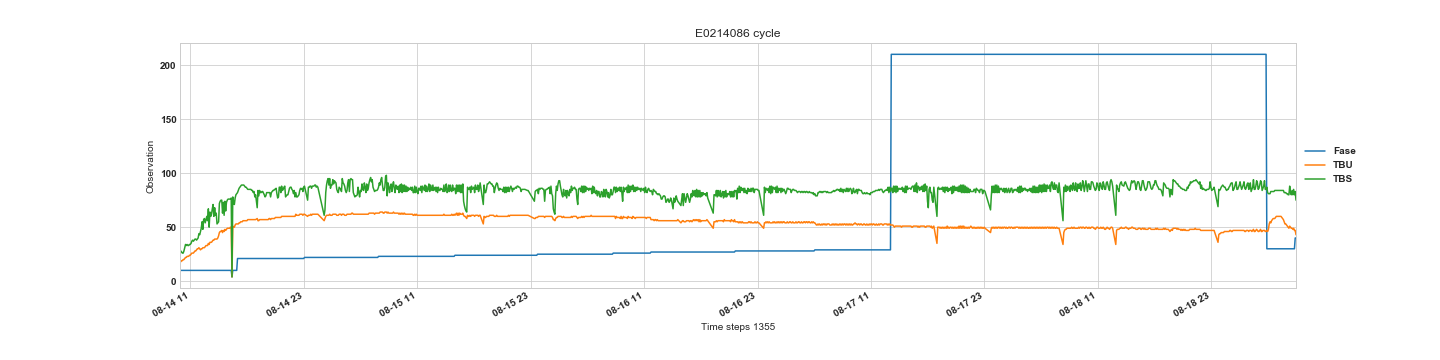 E0214086 cycle
Observation
200
150
100
50
0
Fase
TBU
TBS
08-14 11
08-14 23
08-15 11
08-15 23
08-16 11
08-16 23
08-17 11
08-17 23
08-18 11
08-18 23
Time steps 1355